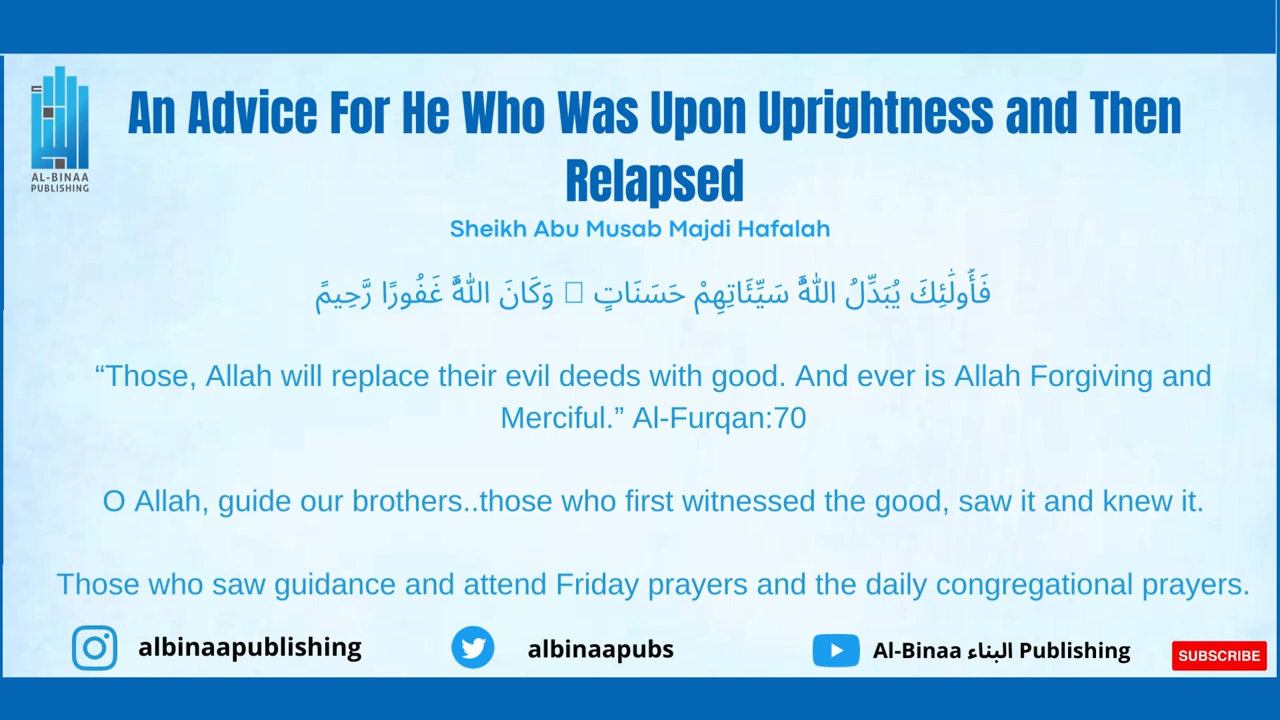 AL-BINAA
PUBLISHING
An Advice For He Who Was Upon Uprightness and Then
Relapsed
Sheikh Abu Musab Majdi Hafalah
فَأُولَٰئِكَ يُبَدِّلُ اللَّهُ سَيِّئَاتِهِمْ حَسَنَاتٍ □ وَكَانَ اللَّهُ غَفُورًا رَّحِيمً
“Those, Allah will replace their evil deeds with good. And ever is Allah Forgiving and
Merciful.” Al-Furqan:70
O Allah, guide our brothers..those who first witnessed the good, saw it and knew it.
Those who saw guidance and attend Friday prayers and the daily congregational prayers.
albinaapublishing
albinaapubs
Al-Binaa البناء Publishing
SUBSCRIBE